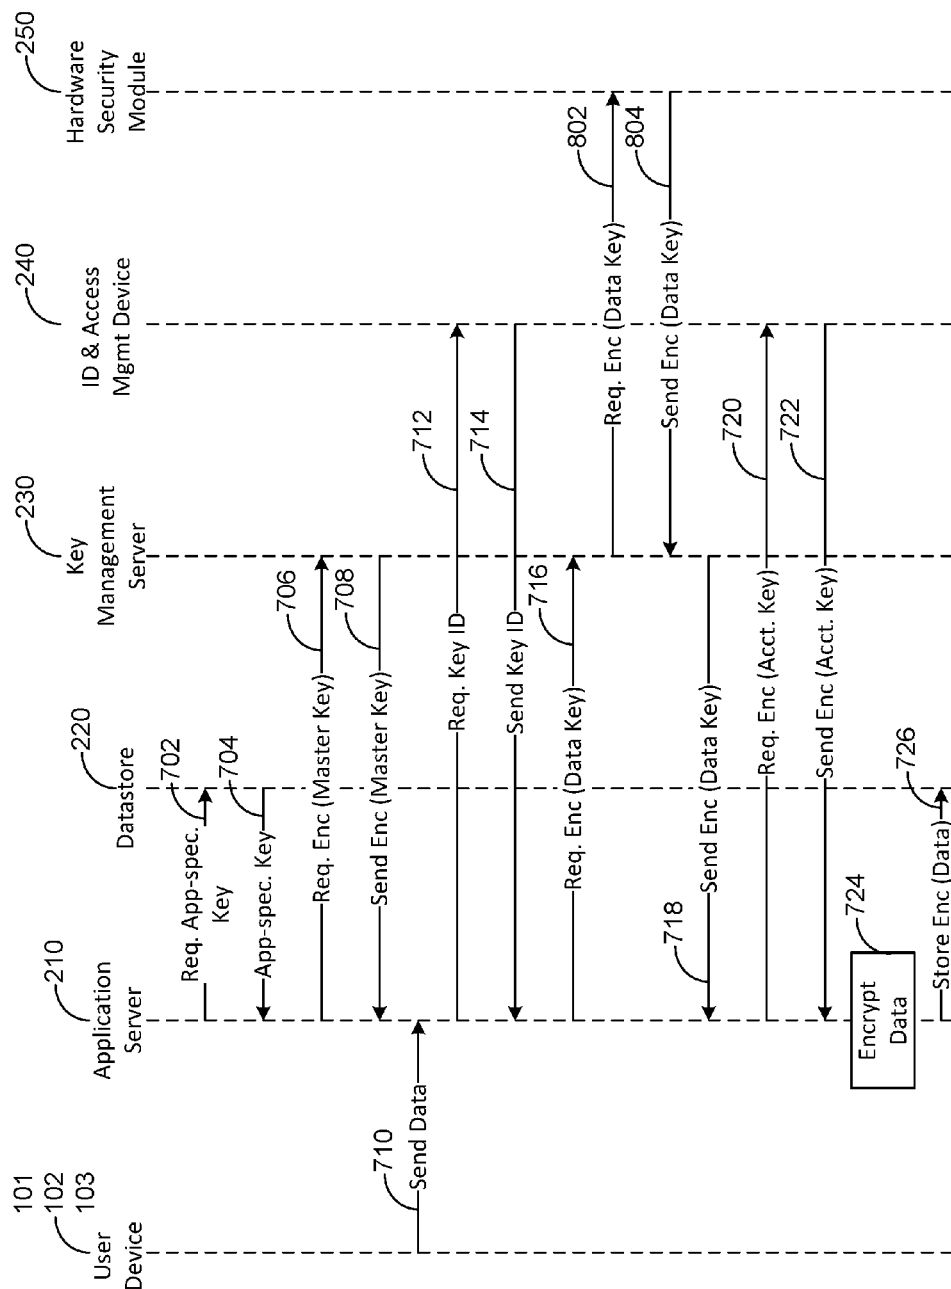 101
102
103
User
Device
210
Application
Server
220
Datastore
230
Key
Management
Server
240
ID & Access
Mgmt Device
250
Hardware
Security
Module
Req. App-spec.
Key
702
App-spec. Key
704
Req. Enc (Master Key)
706
Send Enc (Master Key)
708
710
Send Data
Req. Key ID
712
Send Key ID
714
Req. Enc (Data Key)
716
Req. Enc (Data Key)
802
Send Enc (Data Key)
804
718
Send Enc (Data Key)
Req. Enc (Acct. Key)
720
Send Enc (Acct. Key)
722
Encrypt
Data
724
Store Enc (Data)
726